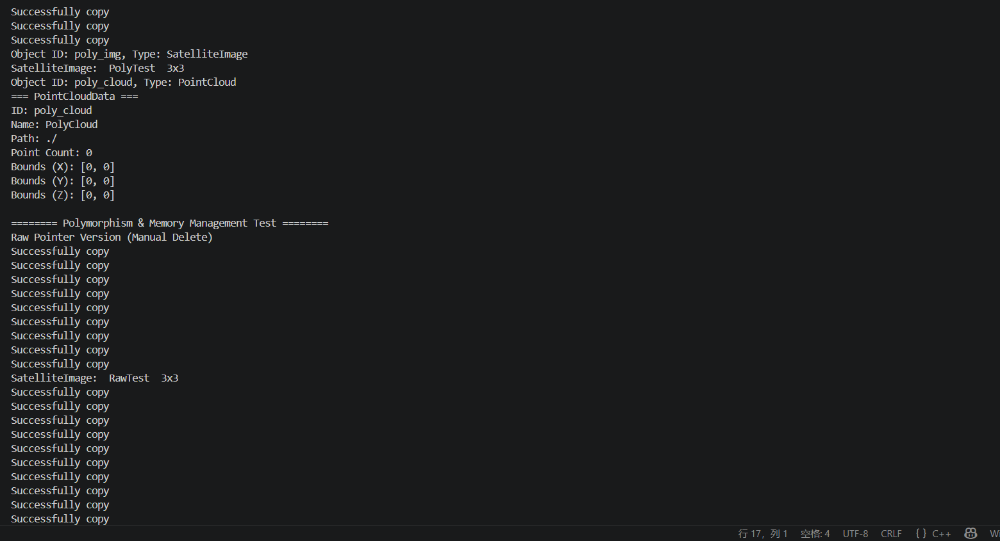 Successfully copy
Successfully copy
Successfully copy
Object ID: poly_img, Type: SatelliteImage
SatelliteImage:  PolyTest  3x3
Object ID: poly_cloud, Type: PointCloud
=== PointCloudData ===
ID: poly_cloud
Name: PolyCloud
Path: ./
Point Count: 0
Bounds (X): [0, 0]
Bounds (Y): [0, 0]
Bounds (Z): [0, 0]

======== Polymorphism & Memory Management Test ========
Raw Pointer Version (Manual Delete)
Successfully copy
Successfully copy
Successfully copy
Successfully copy
Successfully copy
Successfully copy
Successfully copy
Successfully copy
Successfully copy
SatelliteImage:  RawTest  3x3
Successfully copy
Successfully copy
Successfully copy
Successfully copy
Successfully copy
Successfully copy
Successfully copy
Successfully copy
Successfully copy
Successfully copy
行 17，列 1 空格: 4 UTF-8 CRLF {} C++